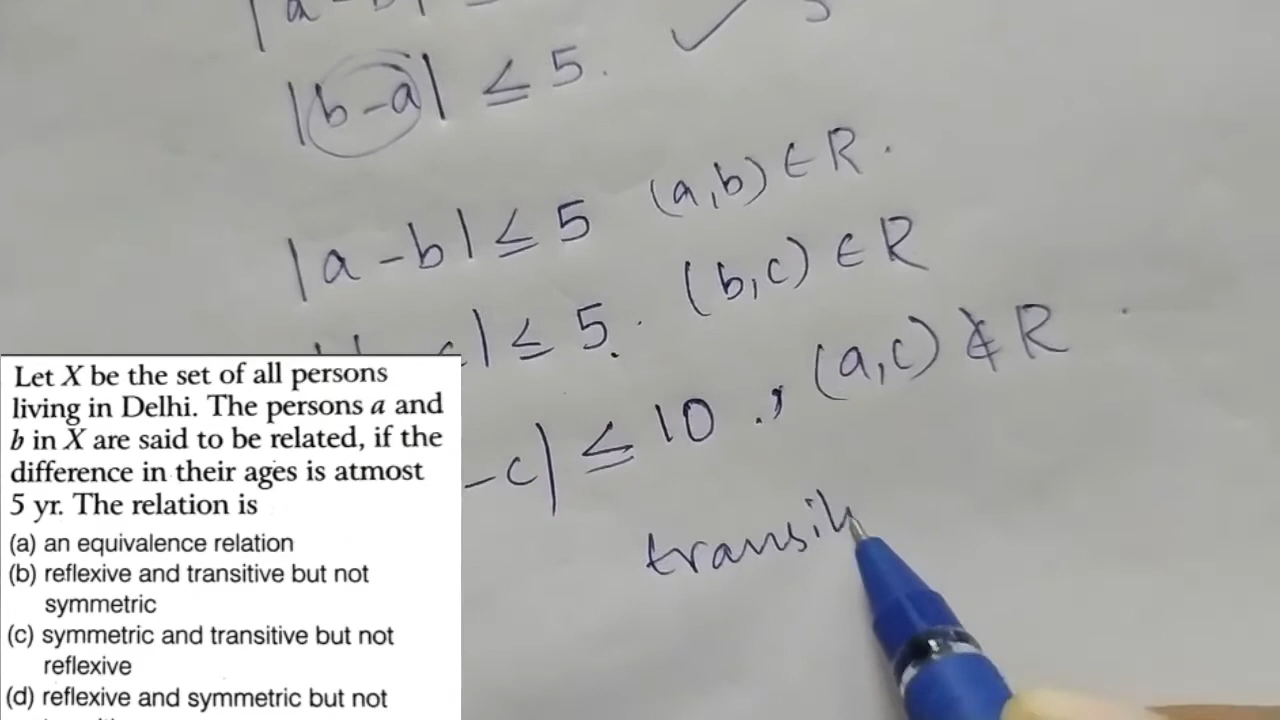 |b-a| ≤ 5.
|a-b| ≤ 5 (a,b) ∈ R.
c| ≤ 5. (b,c) ∈ R
-c| ≤ 10 ., (a,c) ∉ R
Let X be the set of all persons
living in Delhi. The persons a and
b in X are said to be related, if the
difference in their ages is atmost
5 yr. The relation is
(a) an equivalence relation
(b) reflexive and transitive but not
symmetric
(c) symmetric and transitive but not
reflexive
(d) reflexive and symmetric but not